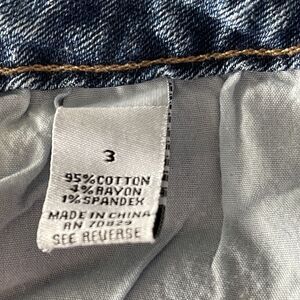 3
95%COTTON
4%RAYON
1%SPANDEX
MADE IN CHINA
RN 70829
SEE REVERSE